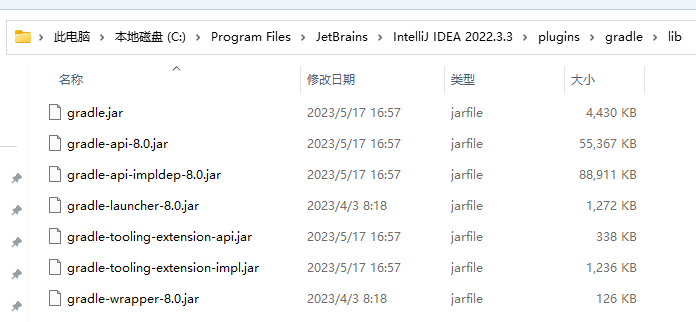 此电脑 > 本地磁盘 (C:) > Program Files > JetBrains > IntelliJ IDEA 2022.3.3 > plugins > gradle > lib
名称 修改日期 类型 大小
gradle.jar 2023/5/17 16:57 jarfile 4,430 KB
gradle-api-8.0.jar 2023/5/17 16:57 jarfile 55,367 KB
gradle-api-impldep-8.0.jar 2023/5/17 16:57 jarfile 88,911 KB
gradle-launcher-8.0.jar 2023/4/3 8:18 jarfile 1,272 KB
gradle-tooling-extension-api.jar 2023/5/17 16:57 jarfile 338 KB
gradle-tooling-extension-impl.jar 2023/5/17 16:57 jarfile 1,236 KB
gradle-wrapper-8.0.jar 2023/4/3 8:18 jarfile 126 KB